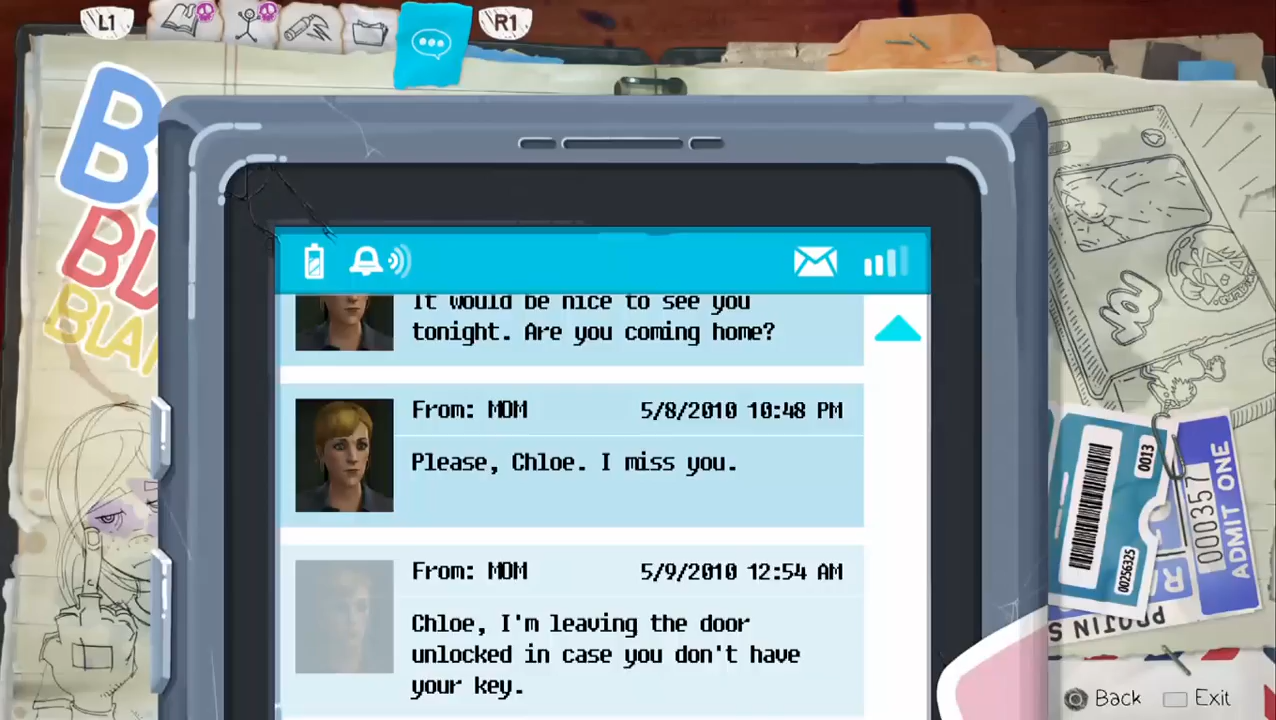 L1
R1
It would be nice to see you
tonight. Are you coming home?
From: MOM
5/8/2010 10:48 PM
Please, Chloe. I miss you.
From: MOM
5/9/2010 12:54 AM
Chloe, I'm leaving the door
unlocked in case you don't have
your key.
0013
00256325
000357
ADMIT ONE
Back
Exit